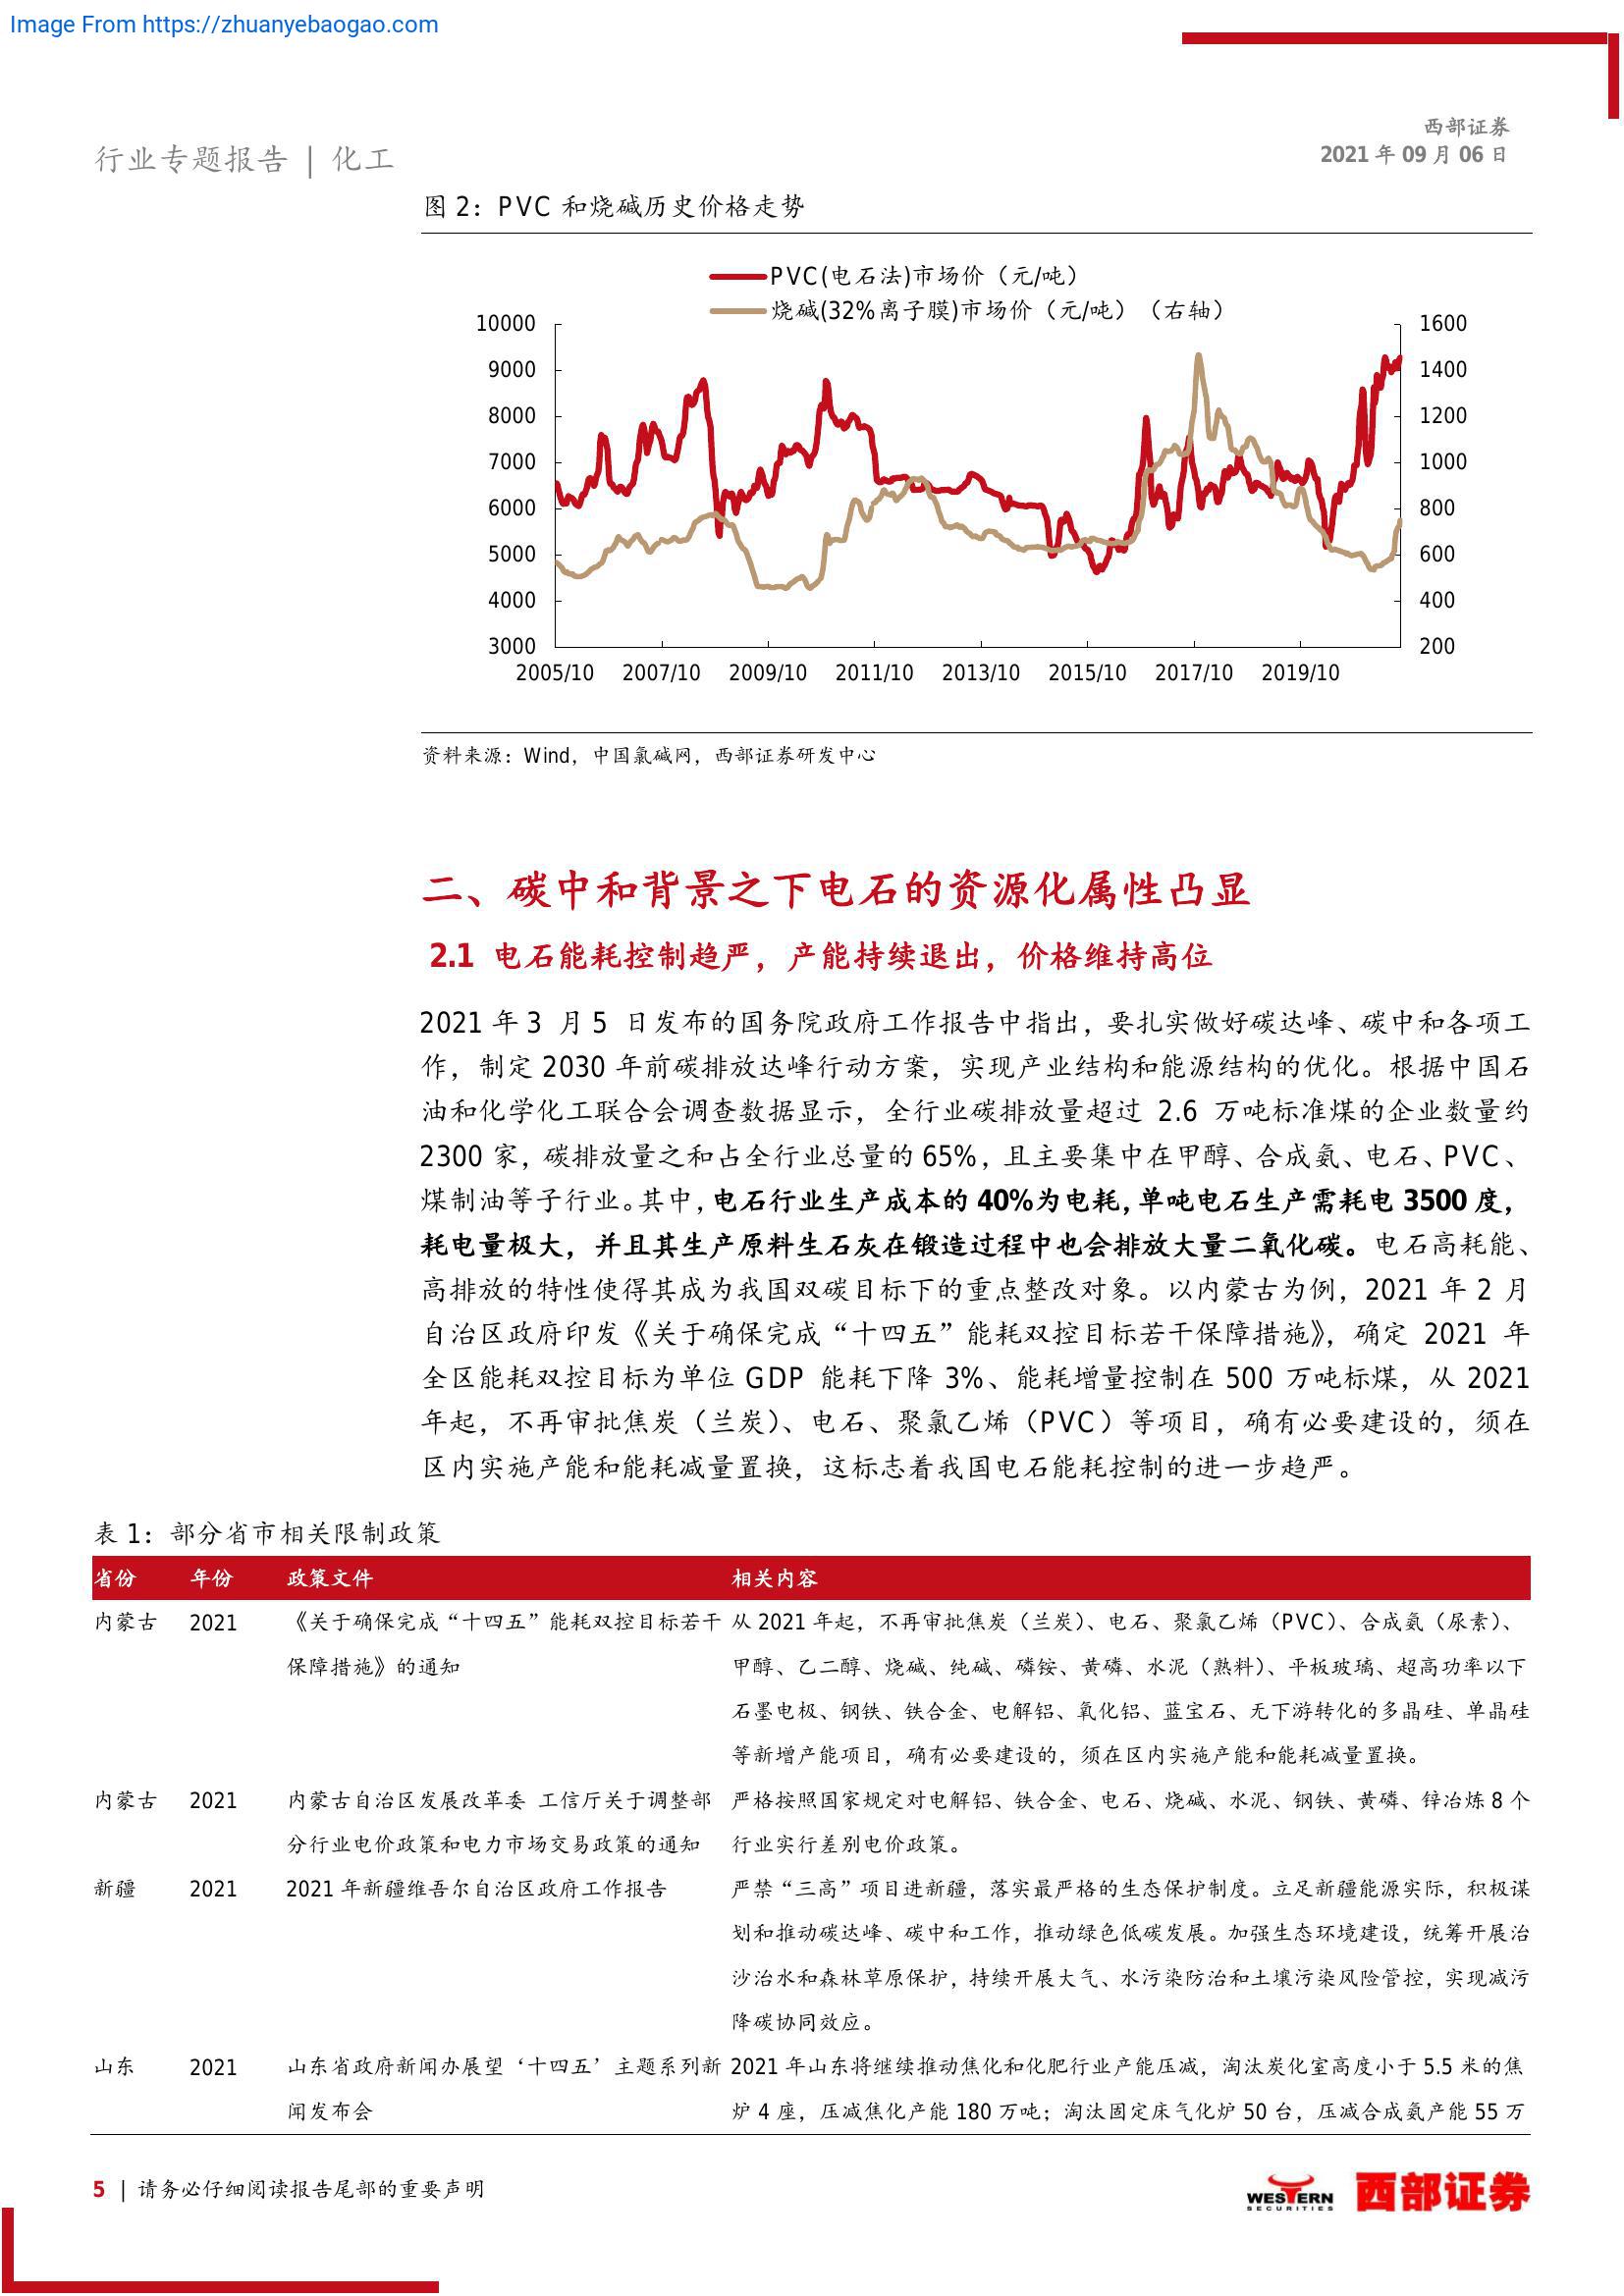 Image From https://zhuanyebaogao.com
行业专题报告 | 化工
西部证券
2021 年 09 月 06 日
图 2：PVC 和烧碱历史价格走势
PVC(电石法)市场价（元/吨）
烧碱(32%离子膜)市场价（元/吨）（右轴）
10000
9000
8000
7000
6000
5000
4000
3000
1600
1400
1200
1000
800
600
400
200
2005/10 2007/10 2009/10 2011/10 2013/10 2015/10 2017/10 2019/10
资料来源：Wind，中国氯碱网，西部证券研发中心
二、碳中和背景之下电石的资源化属性凸显
2.1 电石能耗控制趋严，产能持续退出，价格维持高位
2021 年 3 月 5 日发布的国务院政府工作报告中指出，要扎实做好碳达峰、碳中和各项工
作，制定 2030 年前碳排放达峰行动方案，实现产业结构和能源结构的优化。根据中国石
油和化学化工联合会调查数据显示，全行业碳排放量超过 2.6 万吨标准煤的企业数量约
2300 家，碳排放量之和占全行业总量的 65%，且主要集中在甲醇、合成氨、电石、PVC、
煤制油等子行业。其中，电石行业生产成本的 40%为电耗，单吨电石生产需耗电 3500 度，
耗电量极大，并且其生产原料生石灰在锻造过程中也会排放大量二氧化碳。电石高耗能、
高排放的特性使得其成为我国双碳目标下的重点整改对象。以内蒙古为例，2021 年 2 月
自治区政府印发《关于确保完成“十四五”能耗双控目标若干保障措施》，确定 2021 年
全区能耗双控目标为单位 GDP 能耗下降 3%、能耗增量控制在 500 万吨标煤，从 2021
年起，不再审批焦炭（兰炭）、电石、聚氯乙烯（PVC）等项目，确有必要建设的，须在
区内实施产能和能耗减量置换，这标志着我国电石能耗控制的进一步趋严。
表 1：部分省市相关限制政策
省份 年份 政策文件 相关内容
内蒙古 2021 《关于确保完成“十四五”能耗双控目标若干 从 2021 年起，不再审批焦炭（兰炭）、电石、聚氯乙烯（PVC）、合成氨（尿素）、
保障措施》的通知 甲醇、乙二醇、烧碱、纯碱、磷铵、黄磷、水泥（熟料）、平板玻璃、超高功率以下
石墨电极、钢铁、铁合金、电解铝、氧化铝、蓝宝石、无下游转化的多晶硅、单晶硅
等新增产能项目，确有必要建设的，须在区内实施产能和能耗减量置换。
内蒙古 2021 内蒙古自治区发展改革委 工信厅关于调整部 严格按照国家规定对电解铝、铁合金、电石、烧碱、水泥、钢铁、黄磷、锌冶炼 8 个
分行业电价政策和电力市场交易政策的通知 行业实行差别电价政策。
新疆 2021 2021 年新疆维吾尔自治区政府工作报告 严禁“三高”项目进新疆，落实最严格的生态保护制度。立足新疆能源实际，积极谋
划和推动碳达峰、碳中和工作，推动绿色低碳发展。加强生态环境建设，统筹开展治
沙治水和森林草原保护，持续开展大气、水污染防治和土壤污染风险管控，实现减污
降碳协同效应。
山东 2021 山东省政府新闻办展望‘十四五’主题系列新 2021 年山东将继续推动焦化和化肥行业产能压减，淘汰炭化室高度小于 5.5 米的焦
闻发布会 炉 4 座，压减焦化产能 180 万吨；淘汰固定床气化炉 50 台，压减合成氨产能 55 万
5 | 请务必仔细阅读报告尾部的重要声明
WESTERN
SECURITIES
西部证券